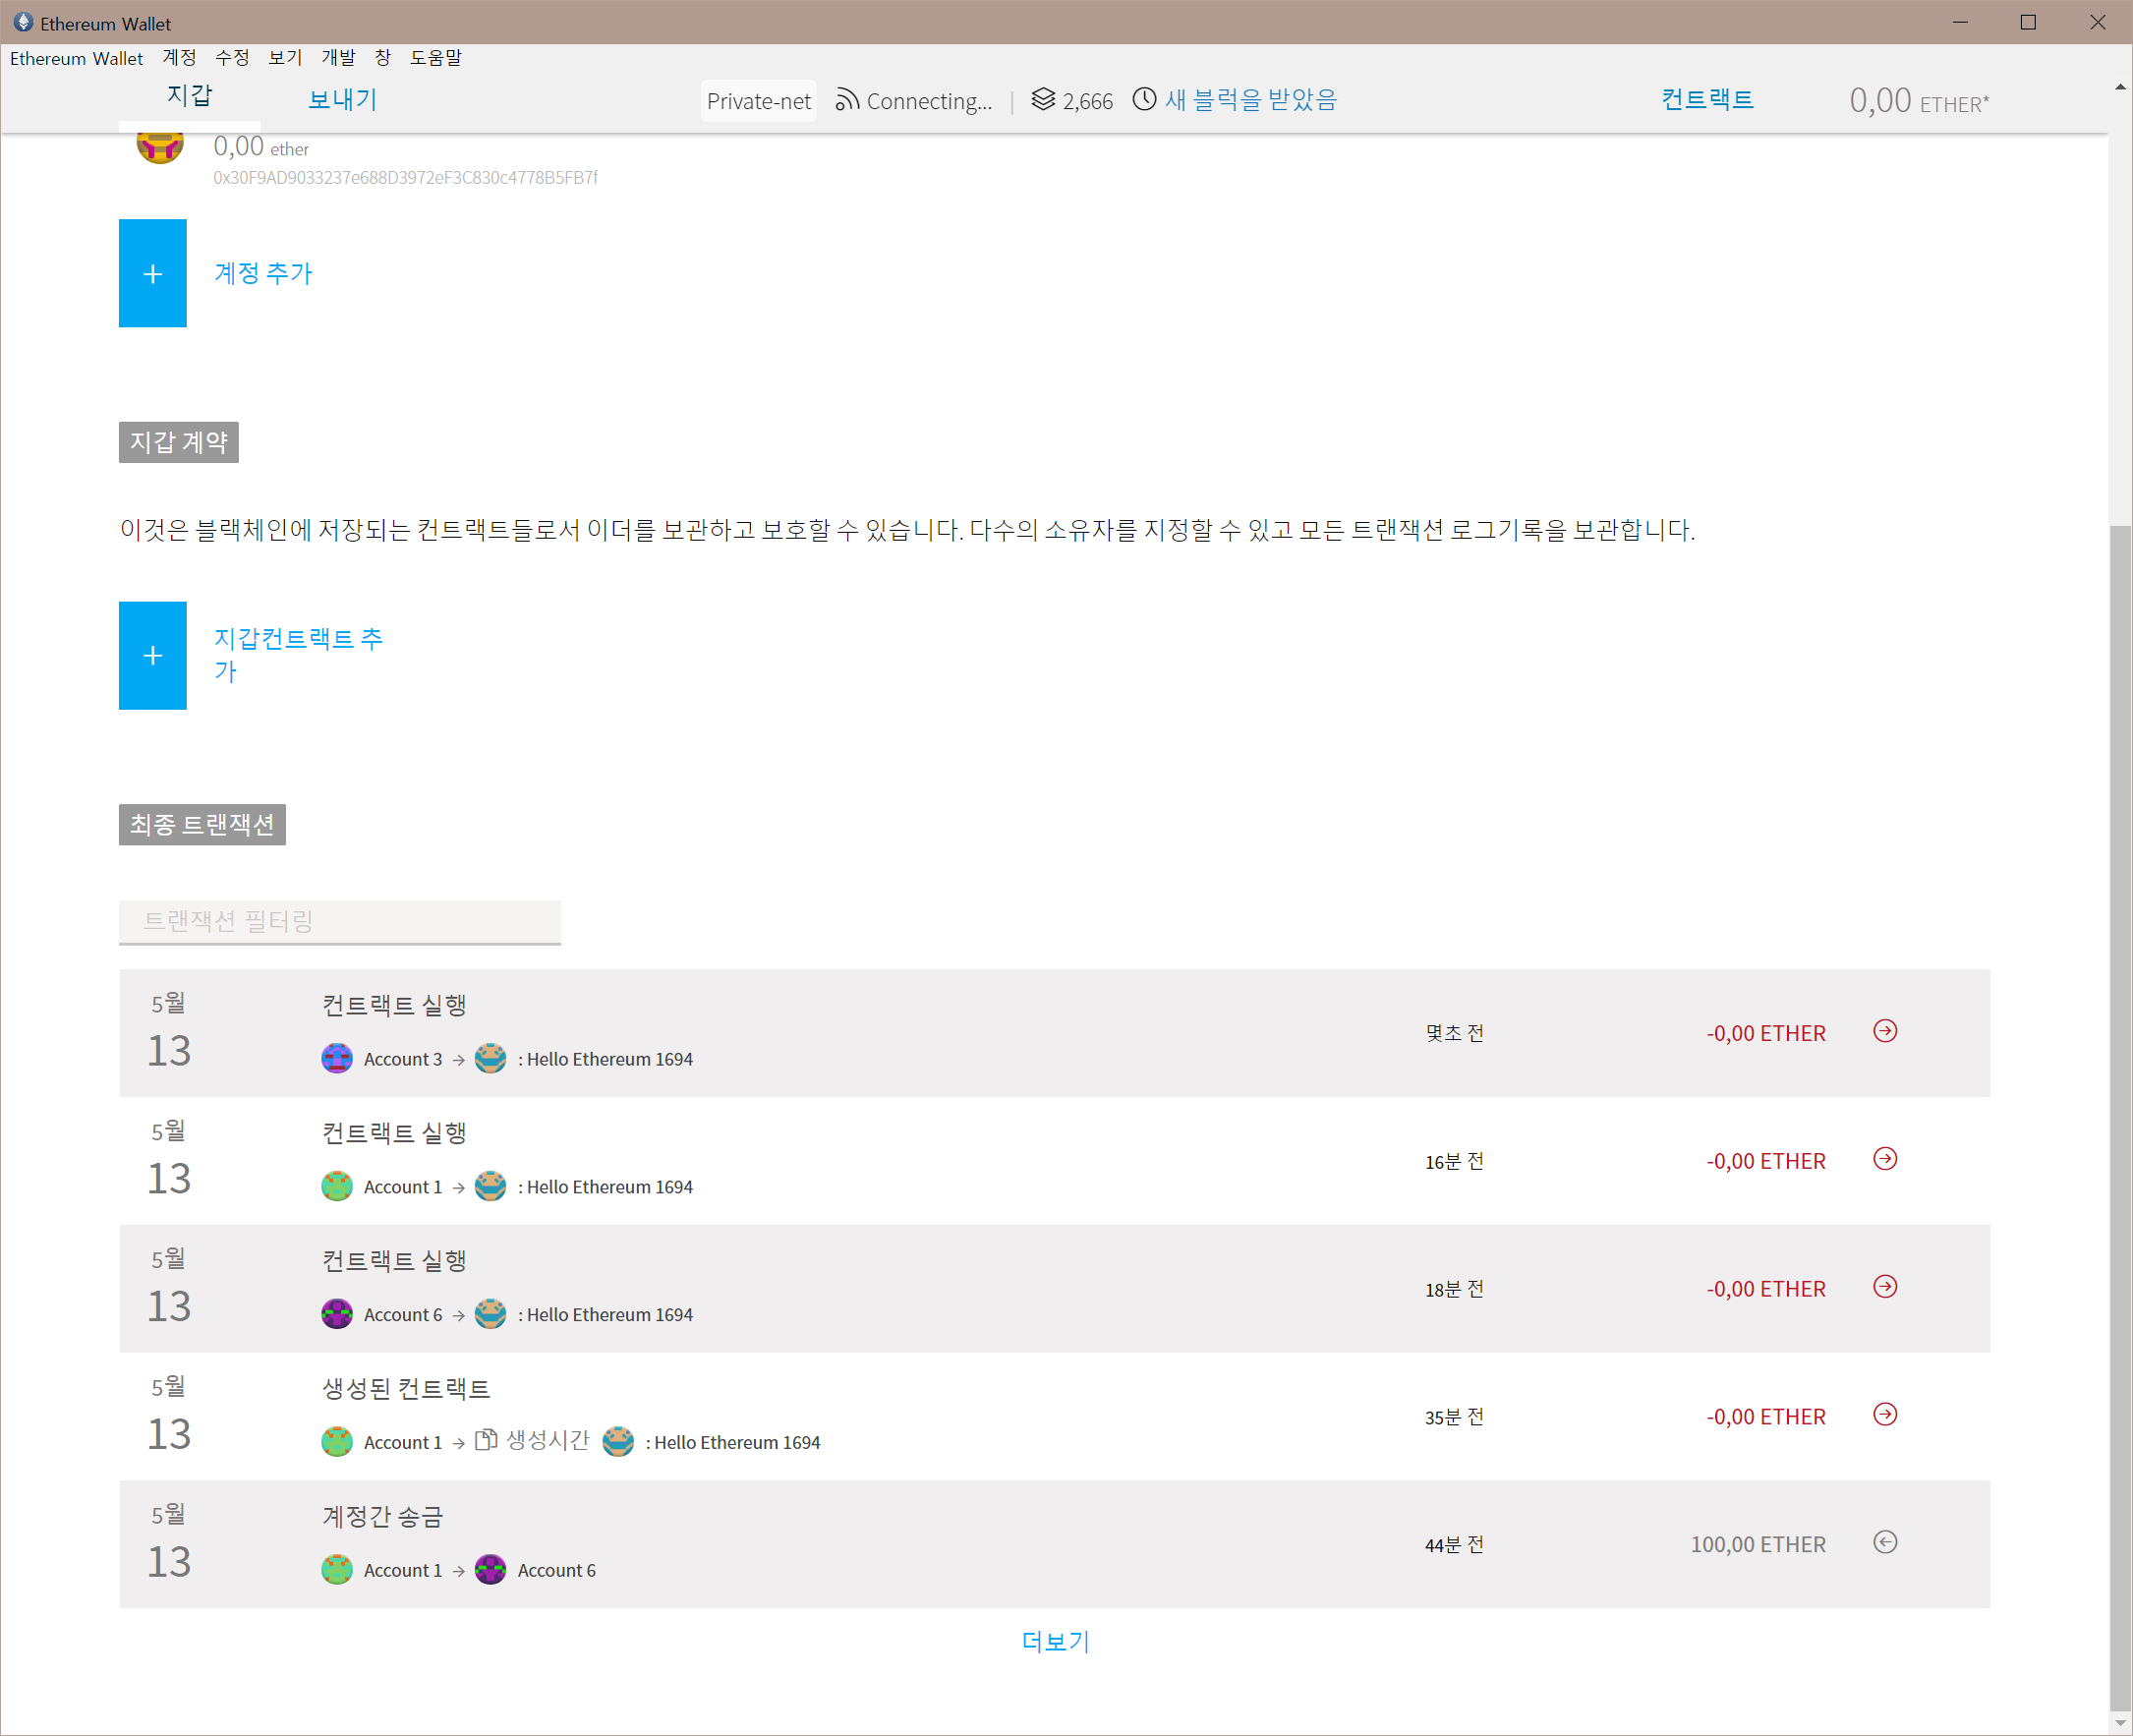 Ethereum Wallet
Ethereum Wallet 계정 수정 보기 개발 창 도움말
지갑 보내기 Private-net Connecting... | 2,666 새 블럭을 받았음 컨트랙트 0,00 ETHER*
0,00 ether
0x30F9AD9033237e688D3972eF3C830c4778B5FB7f
+ 계정 추가
지갑 계약
이것은 블랙체인에 저장되는 컨트랙트들로서 이더를 보관하고 보호할 수 있습니다. 다수의 소유자를 지정할 수 있고 모든 트랜잭션 로그기록을 보관합니다.
+ 지갑컨트랙트 추
가
최종 트랜잭션
트랜잭션 필터링
5월
13
컨트랙트 실행
Account 3 → : Hello Ethereum 1694
몇초 전
-0,00 ETHER
5월
13
컨트랙트 실행
Account 1 → : Hello Ethereum 1694
16분 전
-0,00 ETHER
5월
13
컨트랙트 실행
Account 6 → : Hello Ethereum 1694
18분 전
-0,00 ETHER
5월
13
생성된 컨트랙트
Account 1 → 생성시간 : Hello Ethereum 1694
35분 전
-0,00 ETHER
5월
13
계정간 송금
Account 1 → Account 6
44분 전
100,00 ETHER
더보기